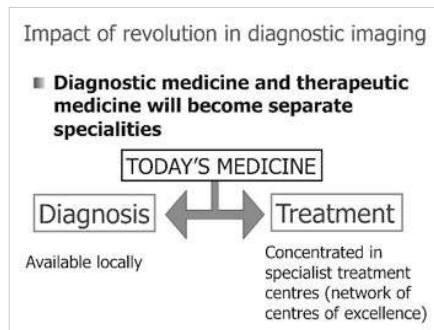 Impact of revolution in diagnostic imaging
Diagnostic medicine and therapeutic
medicine will become separate
specialities
TODAY'S MEDICINE
Diagnosis
Treatment
Available locally
Concentrated in
specialist treatment
centres (network of
centres of excellence)